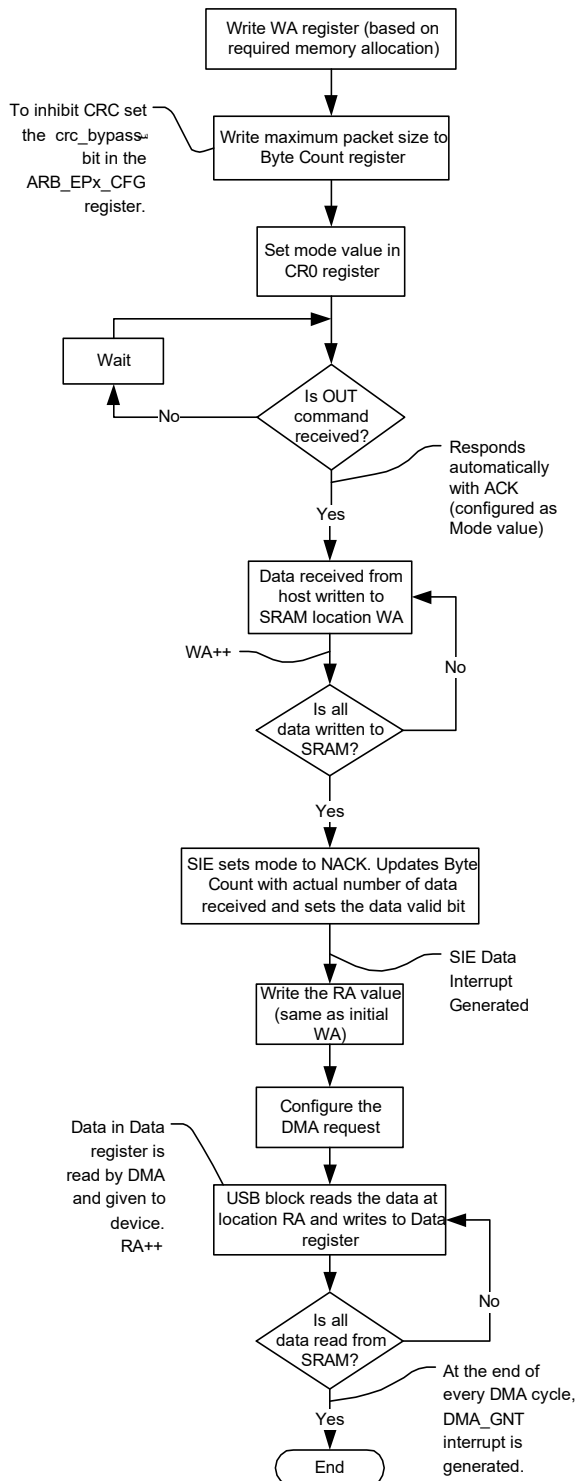 Write WA register (based on
required memory allocation)
To inhibit CRC set
the crc_bypass
bit in the
ARB_EPx_CFG
register.
Write maximum packet size to
Byte Count register
Set mode value in
CR0 register
Wait
No
Is OUT
command
received?
Responds
automatically
with ACK
(configured as
Mode value)
Yes
Data received from
host written to
SRAM location WA
WA++
No
Is all
data written to
SRAM?
Yes
SIE sets mode to NACK. Updates Byte
Count with actual number of data
received and sets the data valid bit
SIE Data
Interrupt
Generated
Write the RA value
(same as initial
WA)
Configure the
DMA request
Data in Data
register is
read by DMA
and given to
device.
RA++
USB block reads the data at
location RA and writes to Data
register
No
Is all
data read from
SRAM?
At the end of
every DMA cycle,
DMA_GNT
interrupt is
generated.
Yes
End